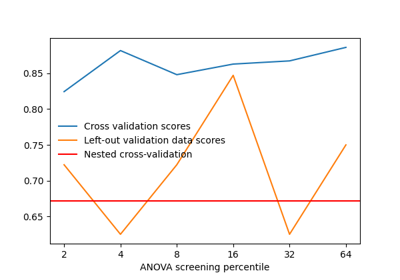 0.85
0.80
0.75
0.70
0.65
Cross validation scores
Left-out validation data scores
Nested cross-validation
2 4 8 16 32 64
ANOVA screening percentile